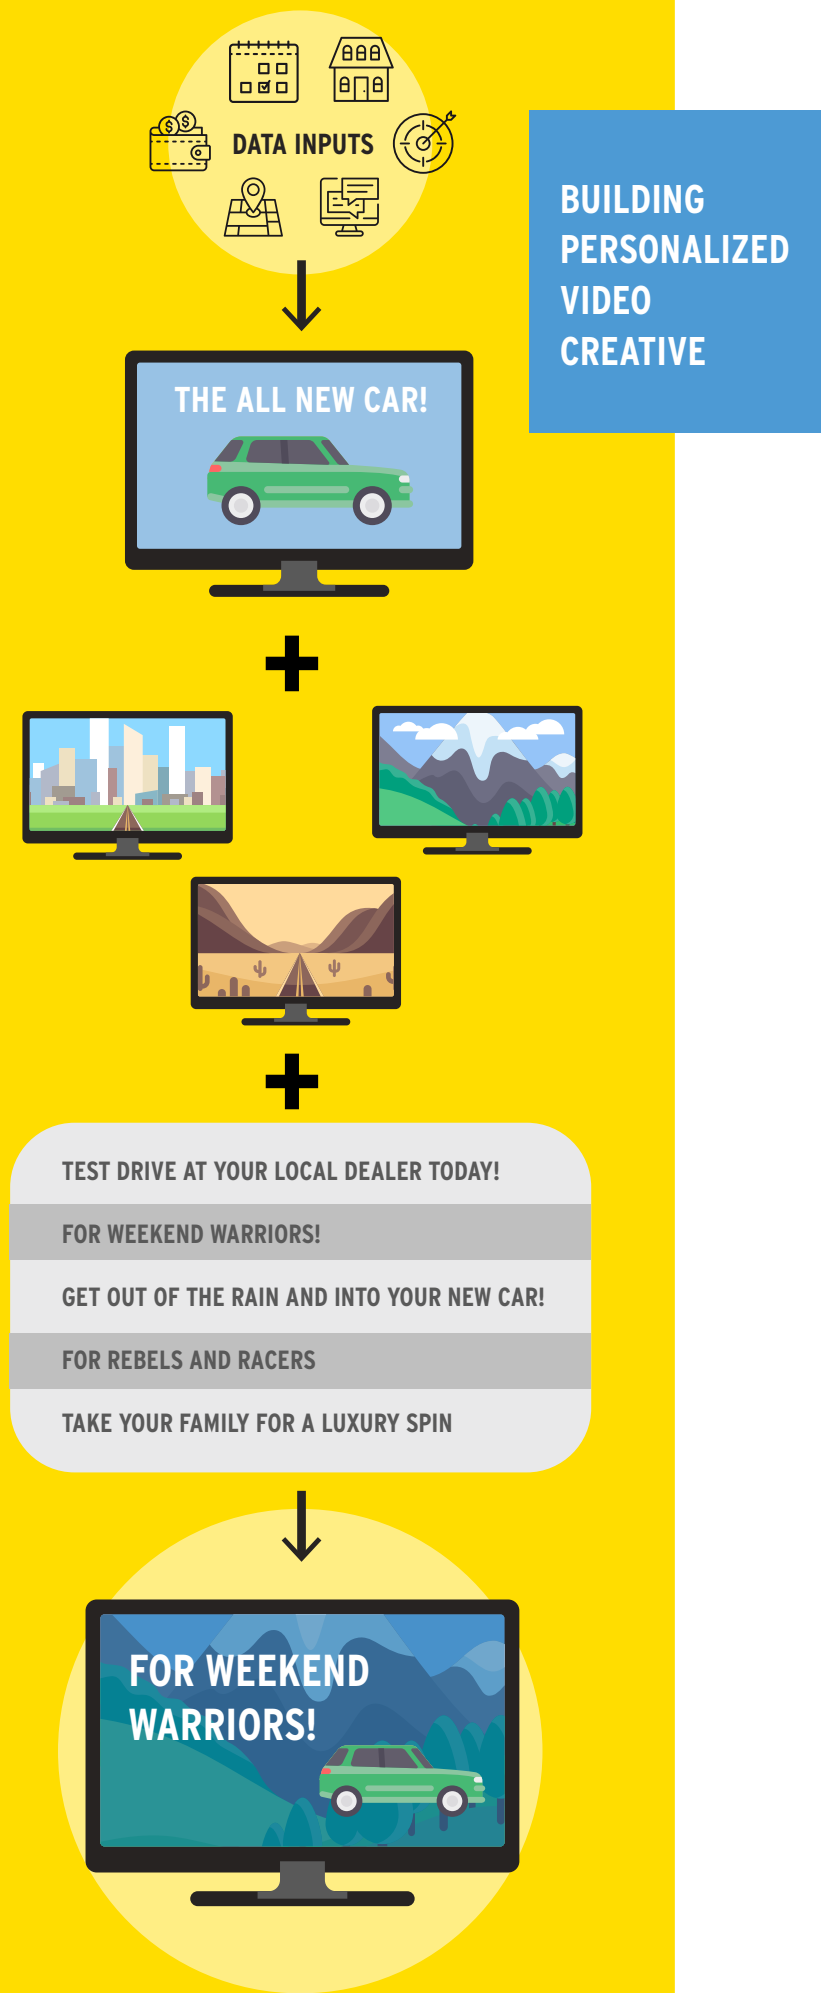 DATA INPUTS
BUILDING
PERSONALIZED
VIDEO
CREATIVE
THE ALL NEW CAR!
TEST DRIVE AT YOUR LOCAL DEALER TODAY!
FOR WEEKEND WARRIORS!
GET OUT OF THE RAIN AND INTO YOUR NEW CAR!
FOR REBELS AND RACERS
TAKE YOUR FAMILY FOR A LUXURY SPIN
FOR WEEKEND
WARRIORS!